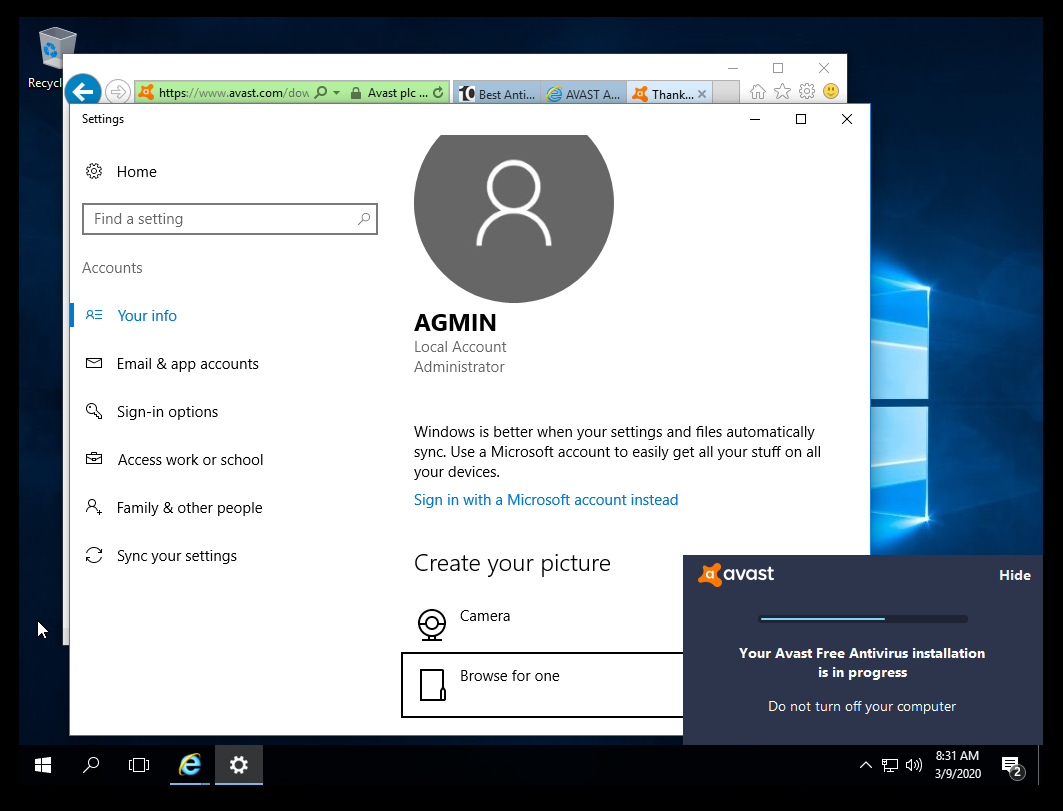 Recycl
https://www.avast.com/dow
Avast plc ...
Best Anti...
AVAST A...
Thank...
Settings
Home
Find a setting
Accounts
Your info
Email & app accounts
Sign-in options
Access work or school
Family & other people
Sync your settings
AGMIN
Local Account
Administrator
Windows is better when your settings and files automatically
sync. Use a Microsoft account to easily get all your stuff on all
your devices.
Sign in with a Microsoft account instead
Create your picture
Camera
Browse for one
avast
Hide
Your Avast Free Antivirus installation
is in progress
Do not turn off your computer
8:31 AM
3/9/2020
2